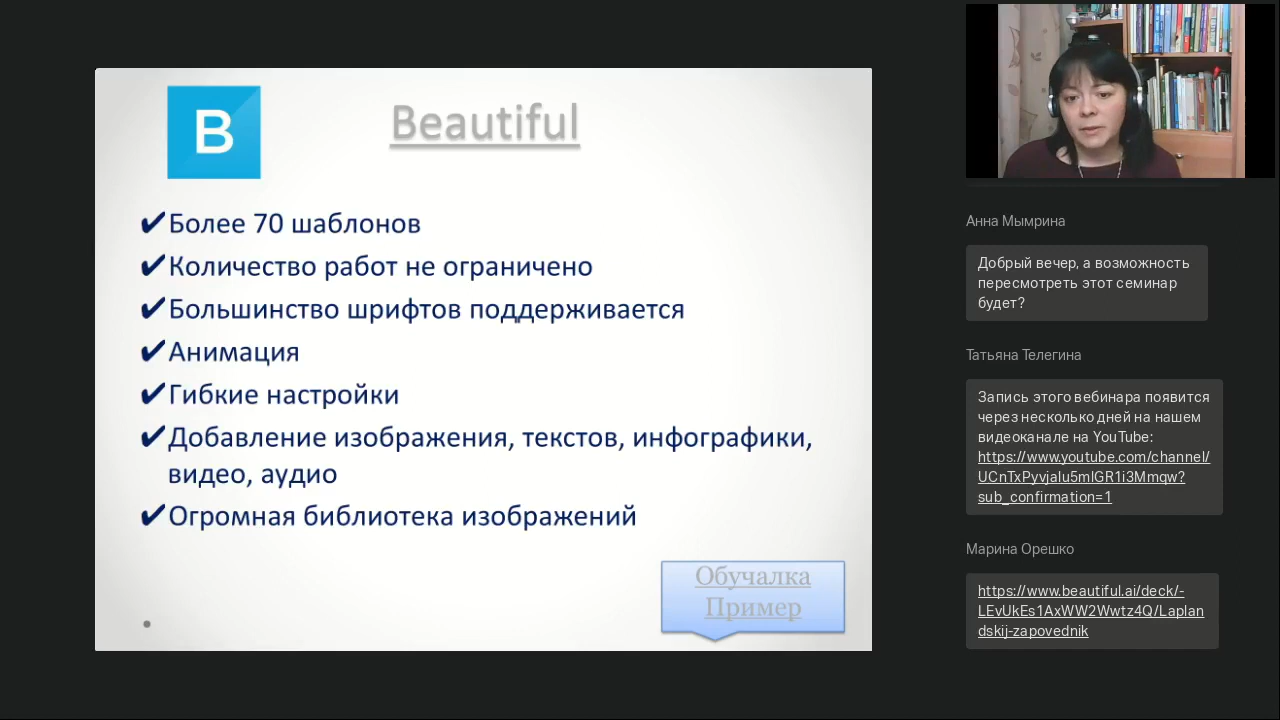 B
Beautiful
✔Более 70 шаблонов
✔Количество работ не ограничено
✔Большинство шрифтов поддерживается
✔Анимация
✔Гибкие настройки
✔Добавление изображения, текстов, инфографики,
видео, аудио
✔Огромная библиотека изображений
Обучалка
Пример
Анна Мымрина
Добрый вечер, а возможность
пересмотреть этот семинар
будет?
Татьяна Телегина
Запись этого вебинара появится
через несколько дней на нашем
видеоканале на YouTube:
https://www.youtube.com/channel/
UCnTxPyvjalu5mlGR1i3Mmqw?
sub_confirmation=1
Марина Орешко
https://www.beautiful.ai/deck/-
LEvUkEs1AxWW2Wwtz4Q/Laplan
dskij-zapovednik